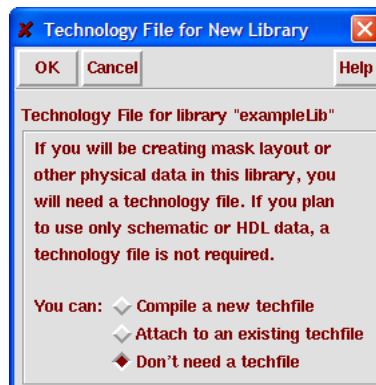 Technology File for New Library
OK Cancel Help
Technology File for library "exampleLib"
If you will be creating mask layout or
other physical data in this library, you
will need a technology file. If you plan
to use only schematic or HDL data, a
technology file is not required.
You can: Compile a new techfile
Attach to an existing techfile
Don't need a techfile